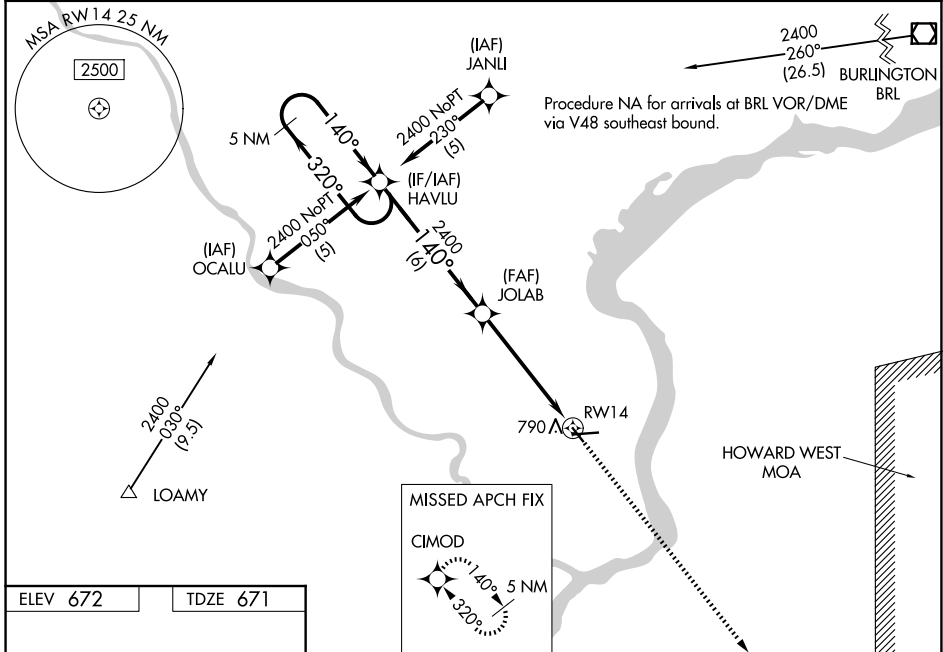 MSA RW14 25 NM
2500
(IAF)
JANLI
2400
260°
(26.5)
BURLINGTON
BRL
Procedure NA for arrivals at BRL VOR/DME
via V48 southeast bound.
5 NM
140°
320°
2400 NoPT
230°
(5)
(IF/IAF)
HAVLU
2400 NoPT
050°
(5)
(IAF)
OCALU
2400
140°
(6)
(FAF)
JOLAB
2400
030°
(9.5)
LOAMY
790
RW14
HOWARD WEST
MOA
MISSED APCH FIX
CIMOD
140°
5 NM
320°
ELEV 672
TDZE 671